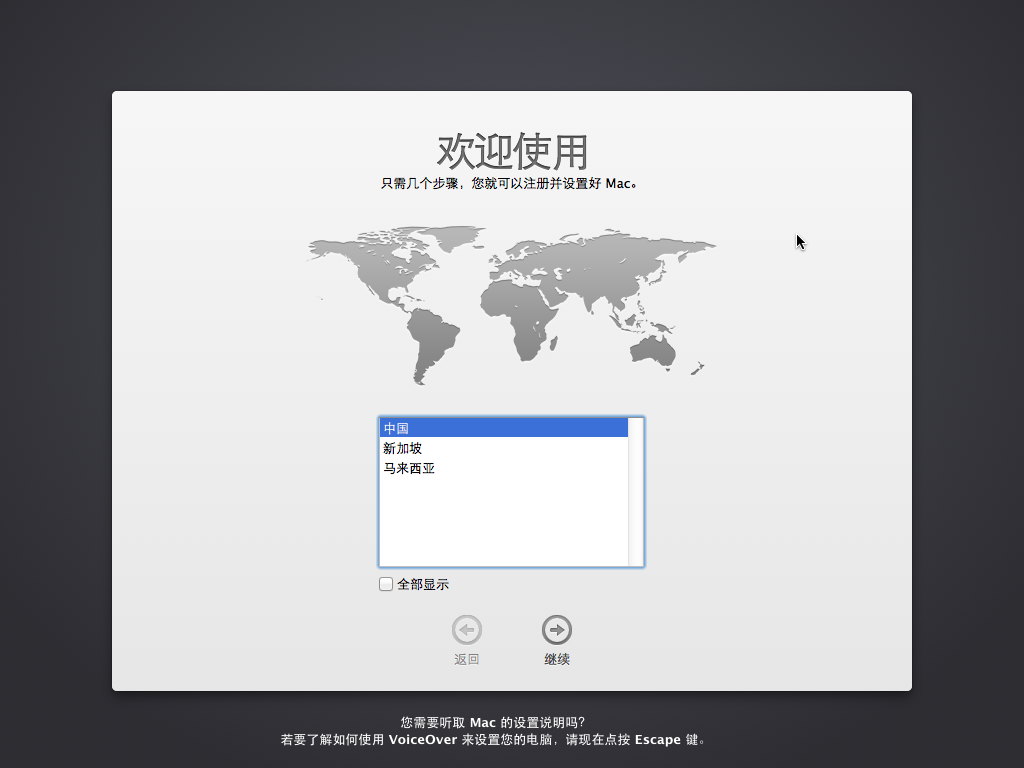 欢迎使用
只需几个步骤，您就可以注册并设置好 Mac。
中国
新加坡
马来西亚
全部显示
返回
继续
您需要听取 Mac 的设置说明吗？
若要了解如何使用 VoiceOver 来设置您的电脑，请现在点按 Escape 键。